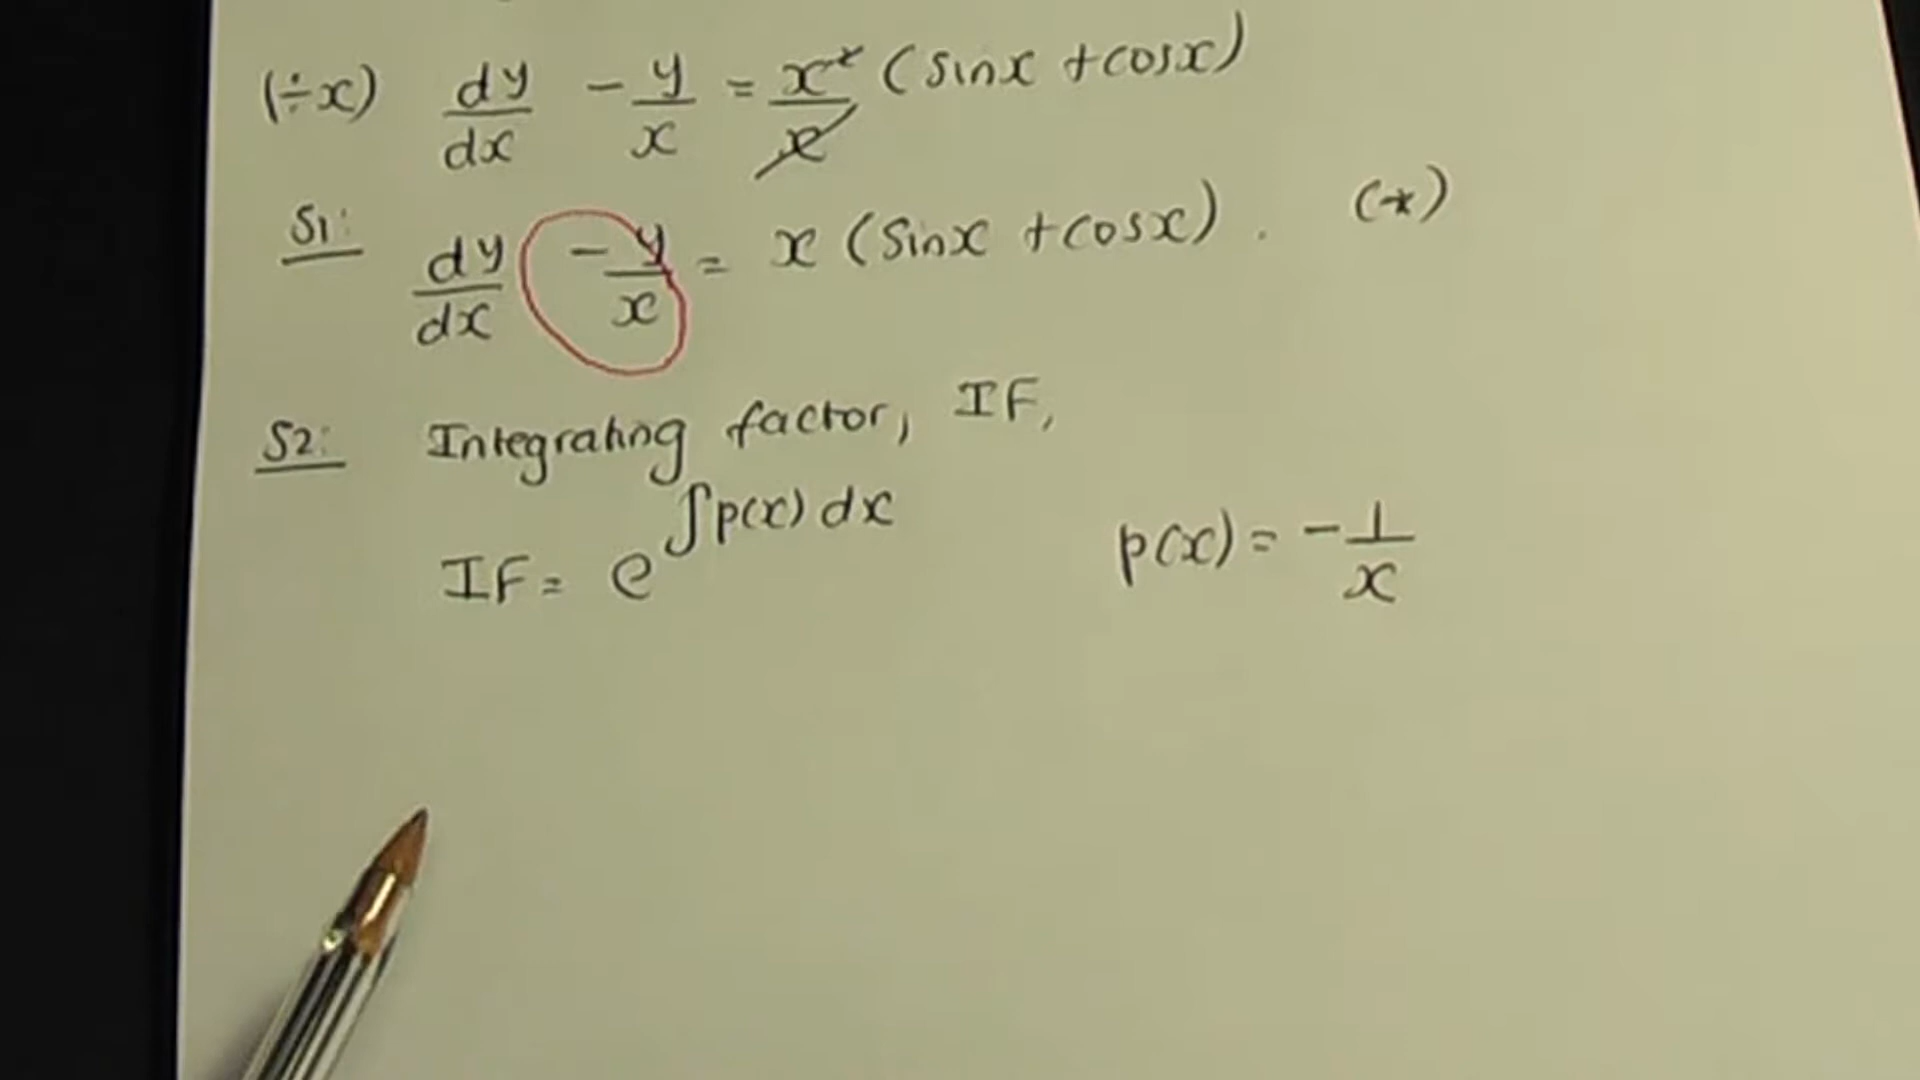 (÷x) dy/dx - y/x = x²/x (sinx + cosx)
S1: dy/dx - y/x = x (sinx + cosx). (*)
S2: Integrating factor, IF,
IF = e^∫p(x) dx p(x) = - 1/x